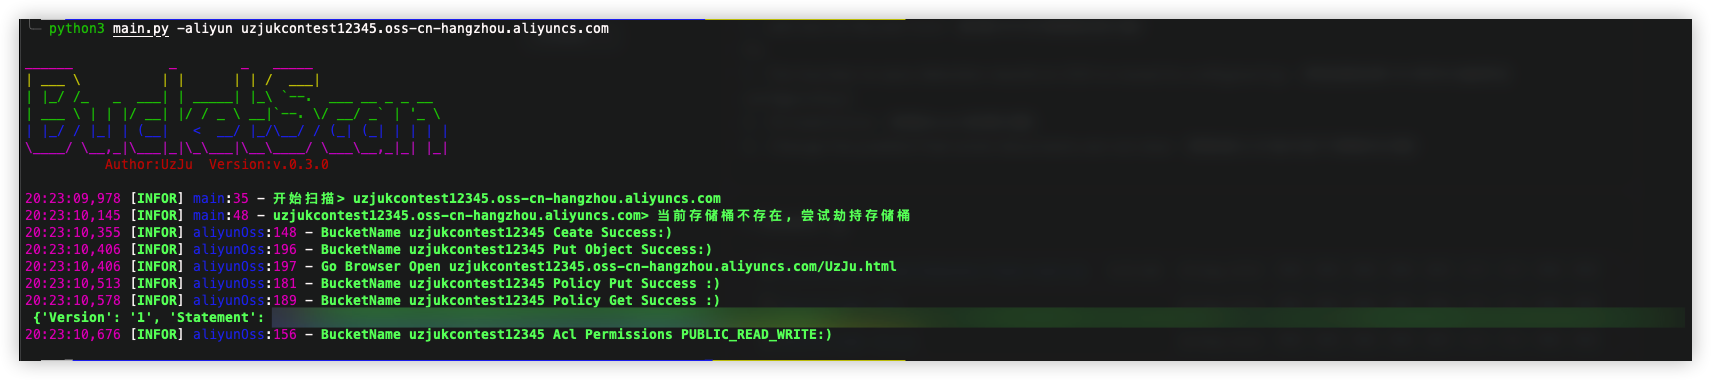 python3 main.py -aliyun uzjukcontest12345.oss-cn-hangzhou.aliyuncs.com
BucketScan
Author:UzJu  Version:v.0.3.0
20:23:09,978 [INFOR] main:35 - 开始扫描> uzjukcontest12345.oss-cn-hangzhou.aliyuncs.com
20:23:10,145 [INFOR] main:48 - uzjukcontest12345.oss-cn-hangzhou.aliyuncs.com> 当前存储桶不存在, 尝试劫持存储桶
20:23:10,355 [INFOR] aliyunOss:148 - BucketName uzjukcontest12345 Ceate Success:)
20:23:10,406 [INFOR] aliyunOss:196 - BucketName uzjukcontest12345 Put Object Success:)
20:23:10,406 [INFOR] aliyunOss:197 - Go Browser Open uzjukcontest12345.oss-cn-hangzhou.aliyuncs.com/UzJu.html
20:23:10,513 [INFOR] aliyunOss:181 - BucketName uzjukcontest12345 Policy Put Success :)
20:23:10,578 [INFOR] aliyunOss:189 - BucketName uzjukcontest12345 Policy Get Success :)
{'Version': '1', 'Statement':
20:23:10,676 [INFOR] aliyunOss:156 - BucketName uzjukcontest12345 Acl Permissions PUBLIC_READ_WRITE:)